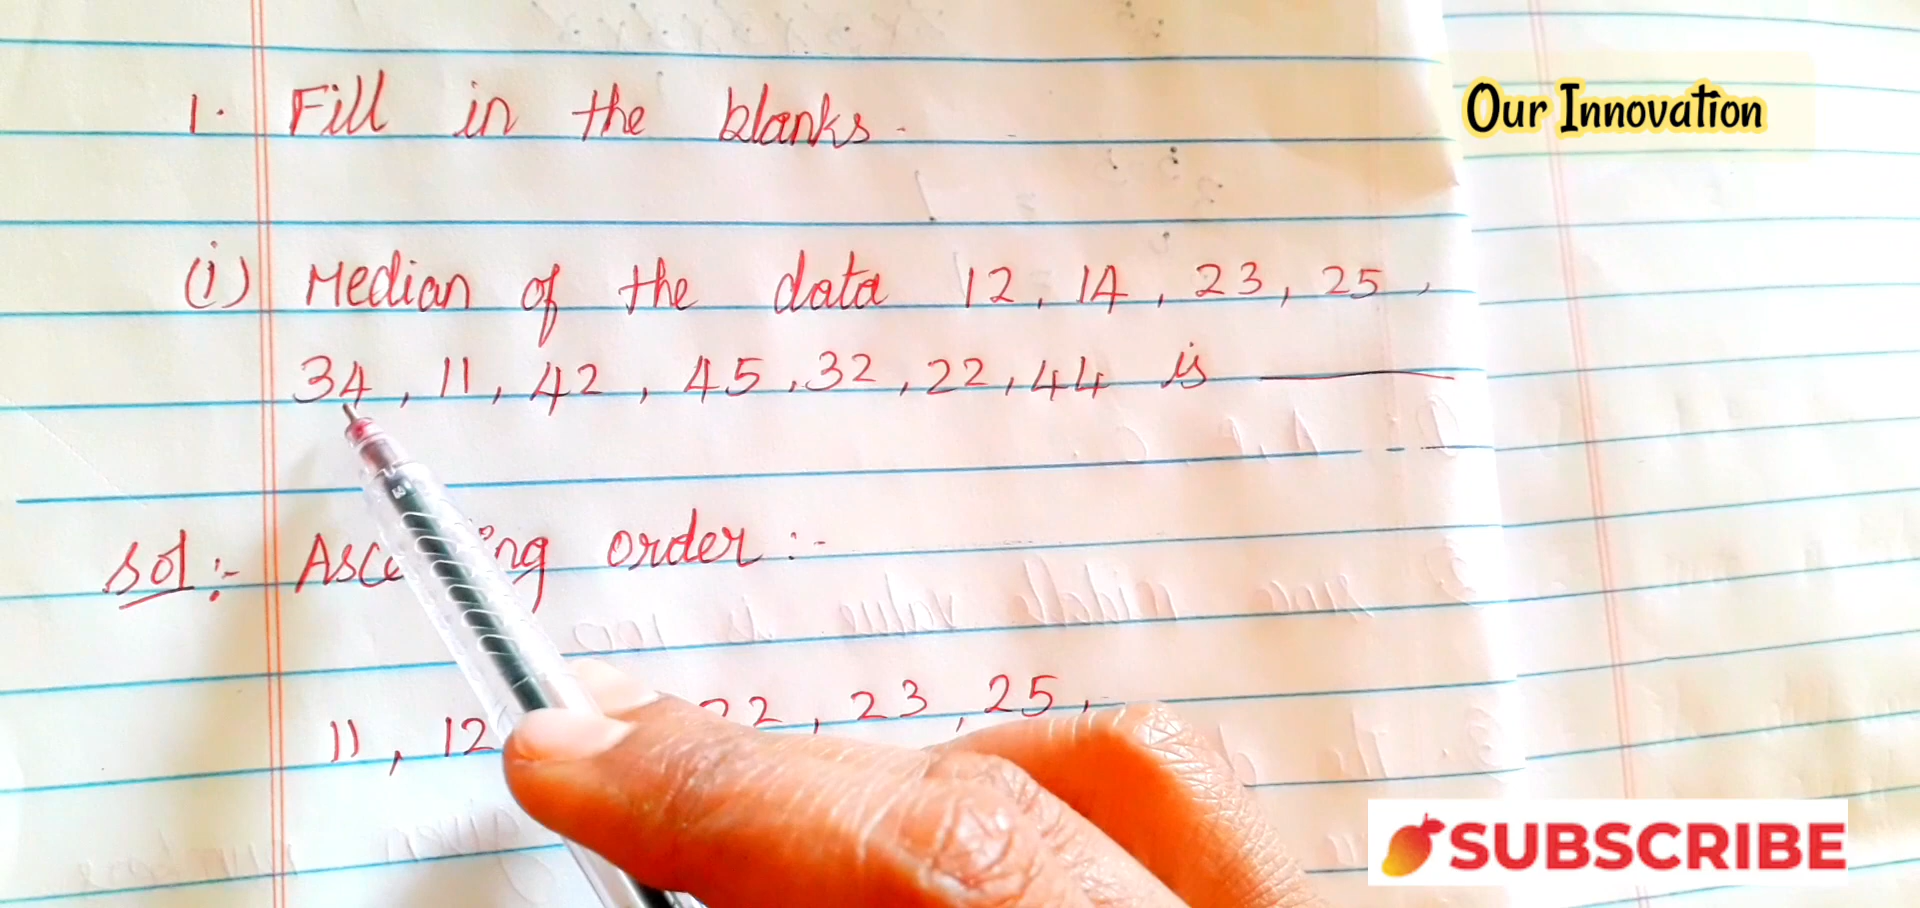 Our Innovation
1. Fill in the blanks.
(i) Median of the data 12, 14, 23, 25,
34, 11, 42, 45, 32, 22, 44 is
Sol:- order:-
11, 12 22, 23, 25,
SUBSCRIBE